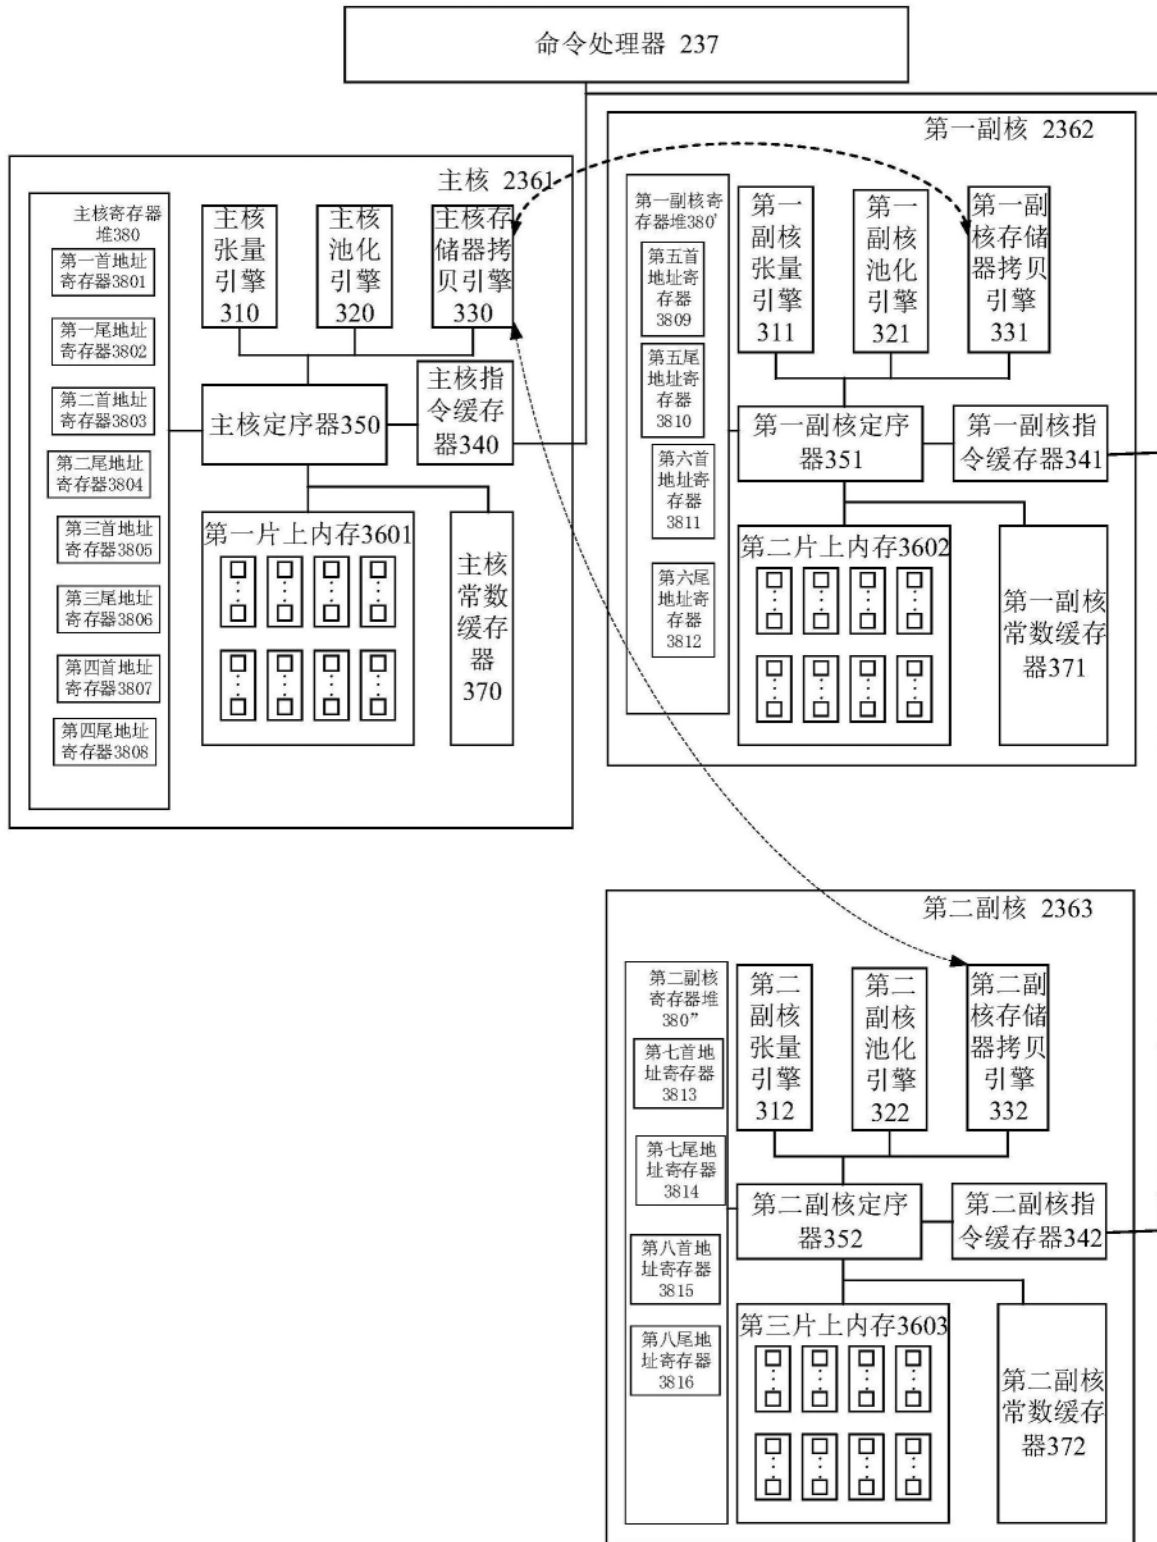 命令处理器 237
主核 2361
主核寄存器
堆380
第一首地址
寄存器3801
第一尾地址
寄存器3802
第二首地址
寄存器3803
第二尾地址
寄存器3804
第三首地址
寄存器3805
第三尾地址
寄存器3806
第四首地址
寄存器3807
第四尾地址
寄存器3808
主核
张量
引擎
310
主核
池化
引擎
320
主核存
储器拷
贝引擎
330
主核定序器350
主核指
令缓存
器340
第一片上内存3601
主核
常数
缓存
器
370
第一副核 2362
第一副核寄
存器堆380'
第五首
地址寄
存器
3809
第五尾
地址寄
存器
3810
第六首
地址寄
存器
3811
第六尾
地址寄
存器
3812
第一
副核
张量
引擎
311
第一
副核
池化
引擎
321
第一副
核存储
器拷贝
引擎
331
第一副核定序
器351
第一副核指
令缓存器341
第二片上内存3602
第一副核
常数缓存
器371
第二副核 2363
第二副核
寄存器堆
380”
第七首地
址寄存器
3813
第七尾地
址寄存器
3814
第八首地
址寄存器
3815
第八尾地
址寄存器
3816
第二
副核
张量
引擎
312
第二
副核
池化
引擎
322
第二副
核存储
器拷贝
引擎
332
第二副核定序
器352
第二副核指
令缓存器342
第三片上内存3603
第二副核
常数缓存
器372